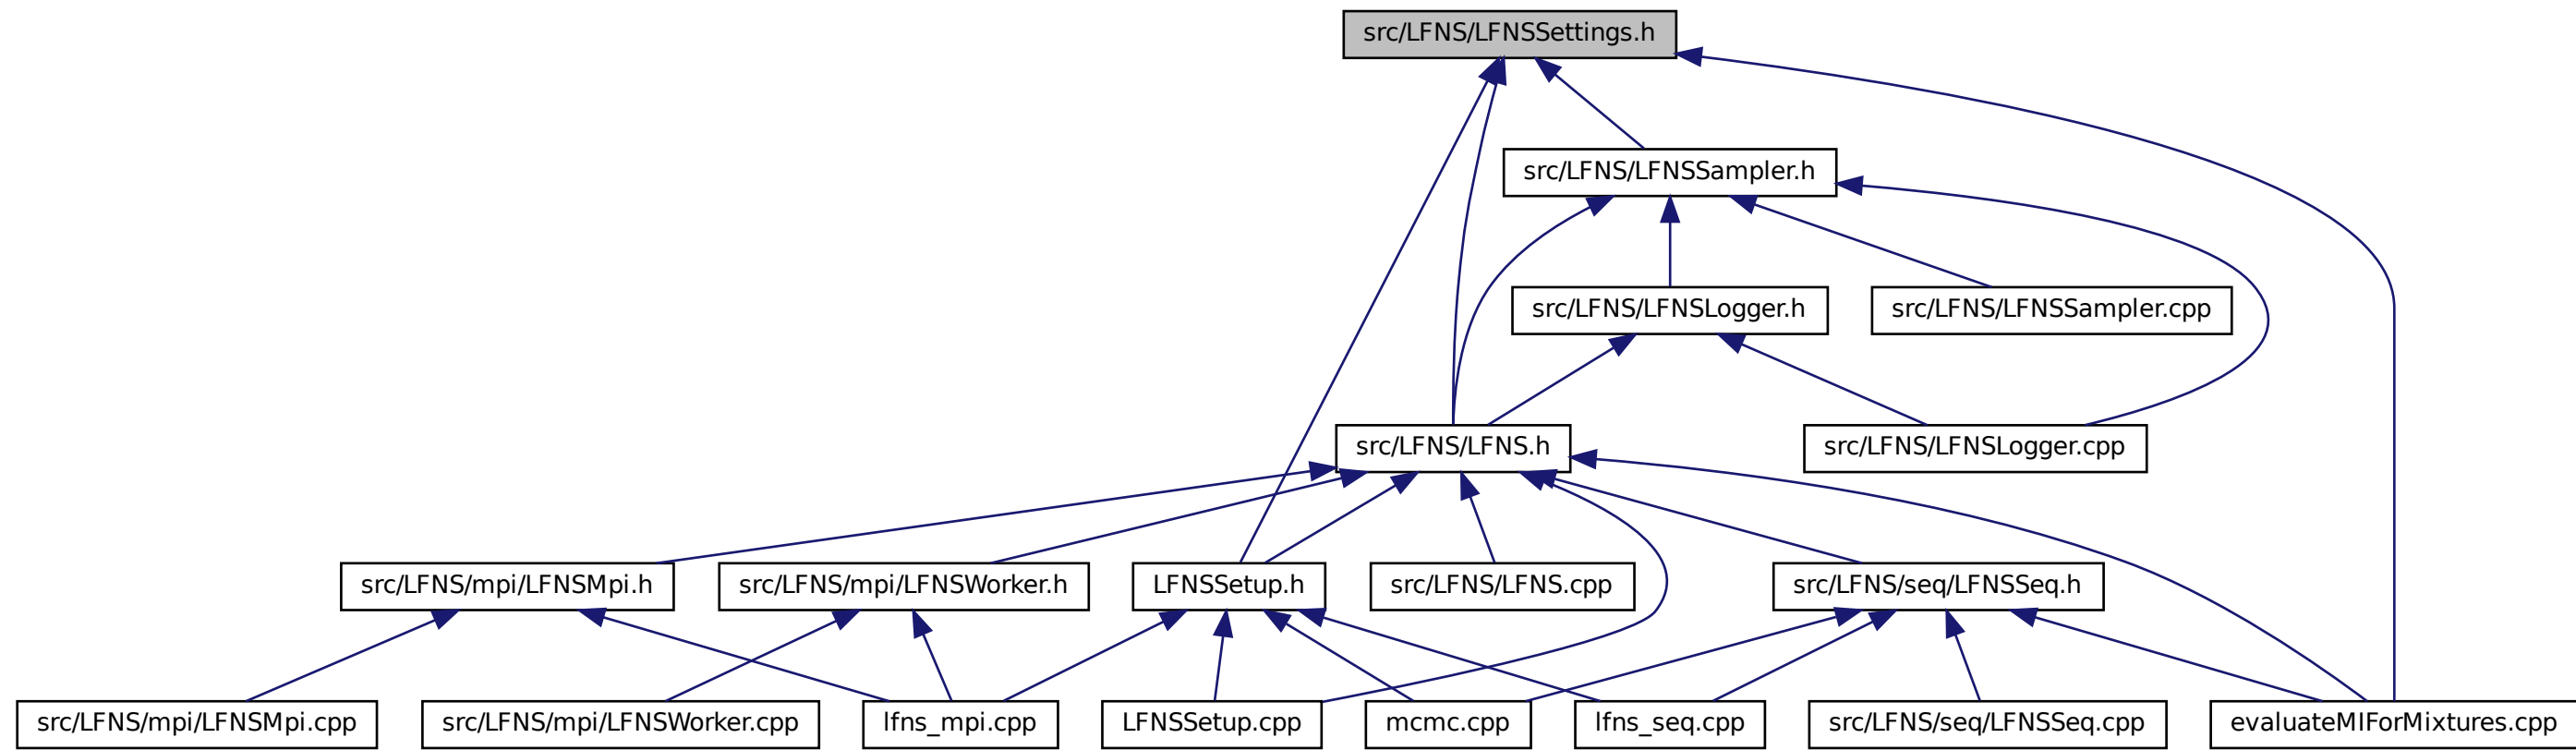 src/LFNS/LFNSSettings.h
src/LFNS/LFNSSampler.h
src/LFNS/LFNSLogger.h
src/LFNS/LFNSSampler.cpp
src/LFNS/LFNS.h
src/LFNS/LFNSLogger.cpp
src/LFNS/mpi/LFNSMpi.h
src/LFNS/mpi/LFNSWorker.h
LFNSSetup.h
src/LFNS/LFNS.cpp
src/LFNS/seq/LFNSSeq.h
src/LFNS/mpi/LFNSMpi.cpp
src/LFNS/mpi/LFNSWorker.cpp
lfns_mpi.cpp
LFNSSetup.cpp
mcmc.cpp
lfns_seq.cpp
src/LFNS/seq/LFNSSeq.cpp
evaluateMIForMixtures.cpp